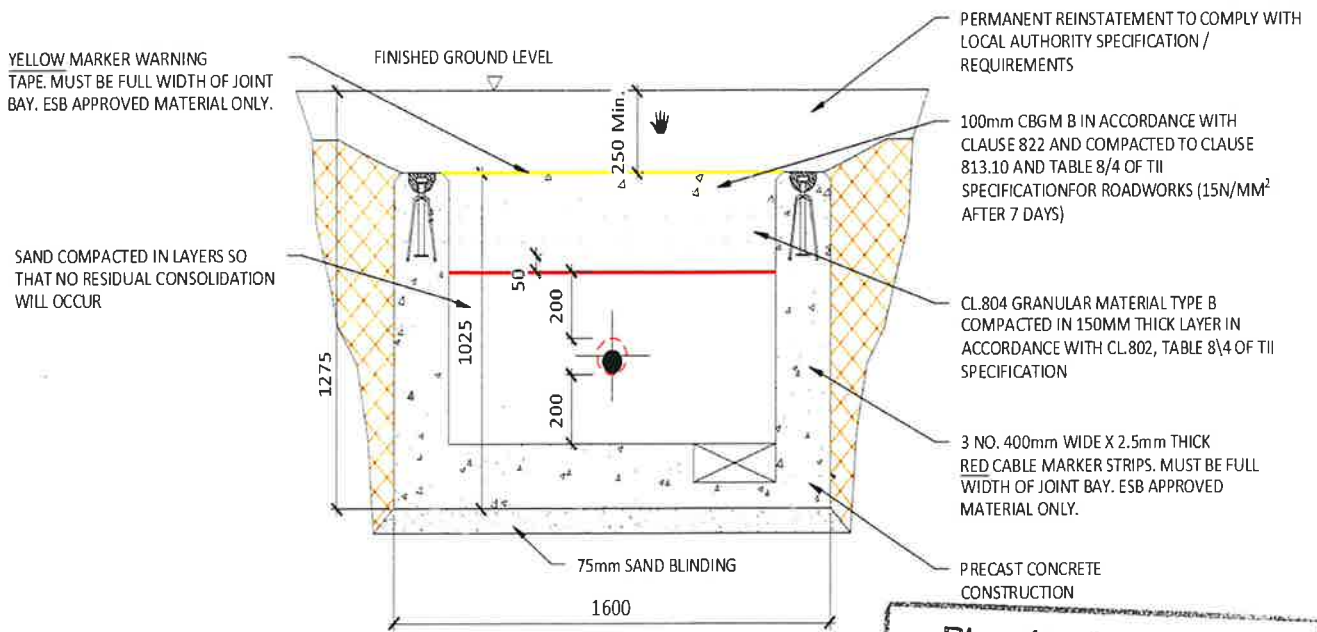 YELLOW MARKER WARNING
TAPE. MUST BE FULL WIDTH OF JOINT
BAY. ESB APPROVED MATERIAL ONLY.
FINISHED GROUND LEVEL
250 Min.
PERMANENT REINSTATEMENT TO COMPLY WITH
LOCAL AUTHORITY SPECIFICATION /
REQUIREMENTS
100mm CBGM B IN ACCORDANCE WITH
CLAUSE 822 AND COMPACTED TO CLAUSE
813.10 AND TABLE 8/4 OF TII
SPECIFICATIONFOR ROADWORKS (15N/MM²
AFTER 7 DAYS)
SAND COMPACTED IN LAYERS SO
THAT NO RESIDUAL CONSOLIDATION
WILL OCCUR
50
200
1025
1275
200
CL.804 GRANULAR MATERIAL TYPE B
COMPACTED IN 150MM THICK LAYER IN
ACCORDANCE WITH CL.802, TABLE 8\4 OF TII
SPECIFICATION
3 NO. 400mm WIDE X 2.5mm THICK
RED CABLE MARKER STRIPS. MUST BE FULL
WIDTH OF JOINT BAY. ESB APPROVED
MATERIAL ONLY.
75mm SAND BLINDING
PRECAST CONCRETE
CONSTRUCTION
1600